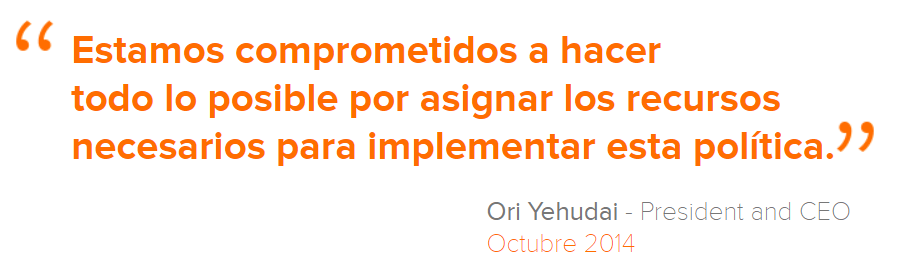 “Estamos comprometidos a hacer
todo lo posible por asignar los recursos
necesarios para implementar esta política.”
Ori Yehudai - President and CEO
Octubre 2014